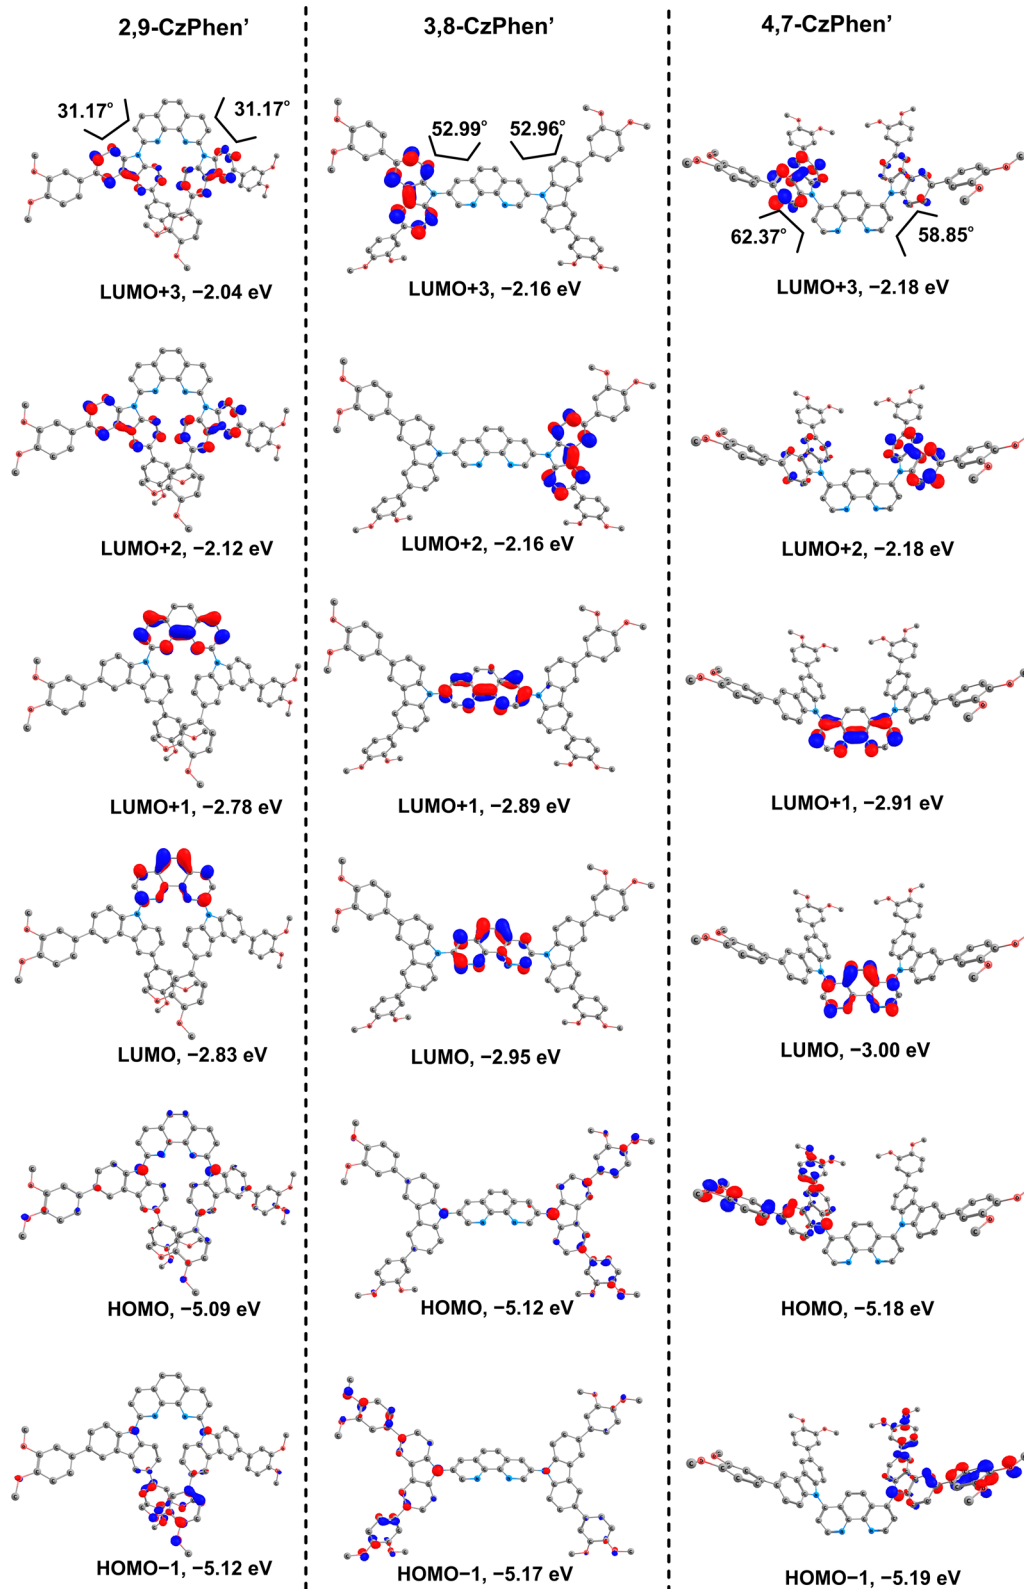 2,9-CzPhen’ 3,8-CzPhen’ 4,7-CzPhen’
31.17° 31.17° 52.99° 52.96° 62.37° 58.85°
LUMO+3, −2.04 eV LUMO+3, −2.16 eV LUMO+3, −2.18 eV
LUMO+2, −2.12 eV LUMO+2, −2.16 eV LUMO+2, −2.18 eV
LUMO+1, −2.78 eV LUMO+1, −2.89 eV LUMO+1, −2.91 eV
LUMO, −2.83 eV LUMO, −2.95 eV LUMO, −3.00 eV
HOMO, −5.09 eV HOMO, −5.12 eV HOMO, −5.18 eV
HOMO−1, −5.12 eV HOMO−1, −5.17 eV HOMO−1, −5.19 eV